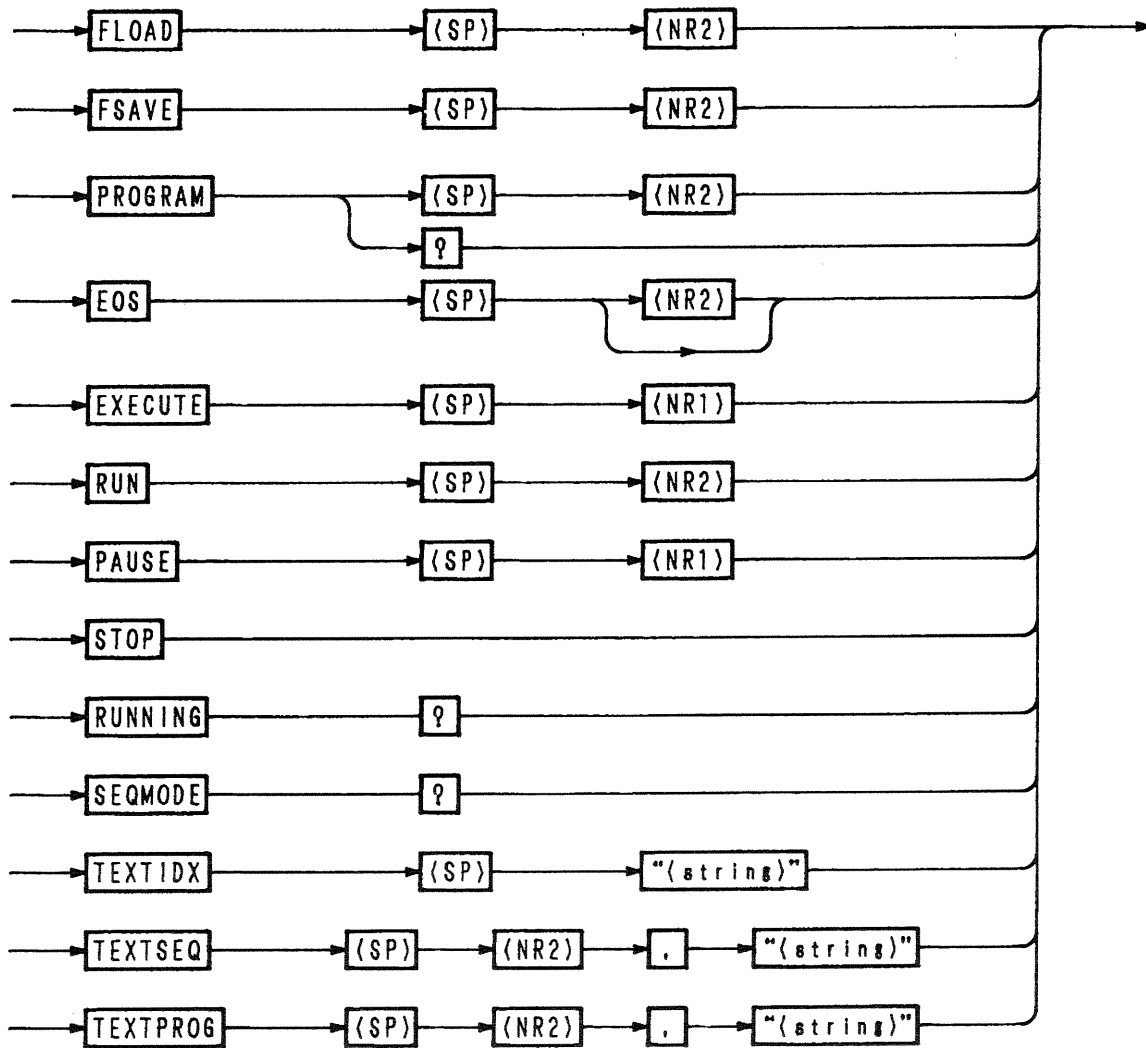 FLOAD (SP) (NR2)
FSAVE (SP) (NR2)
PROGRAM (SP) (NR2)
?
EOS (SP) (NR2)
EXECUTE (SP) (NR1)
RUN (SP) (NR2)
PAUSE (SP) (NR1)
STOP
RUNNING ?
SEQMODE ?
TEXTIDX (SP) “(string)”
TEXTSEQ (SP) (NR2) , “(string)”
TEXTPROG (SP) (NR2) , “(string)”